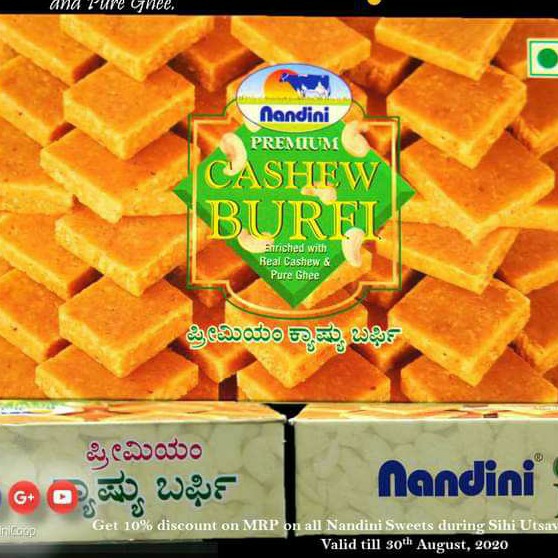 and Pure Ghee.
Nandini
PREMIUM
CASHEW
BURFI
Enriched with
Real Cashew &
Pure Ghee
ಪ್ರೀಮಿಯಂ ಕ್ಯಾಷ್ಯು ಬರ್ಫಿ
ಪ್ರೀಮಿಯಂ
ಕ್ಯಾಷ್ಯು ಬರ್ಫಿ
Nandini®
G+
Get 10% discount on MRP on all Nandini Sweets during Sihi Utsav
Valid till 30th August, 2020